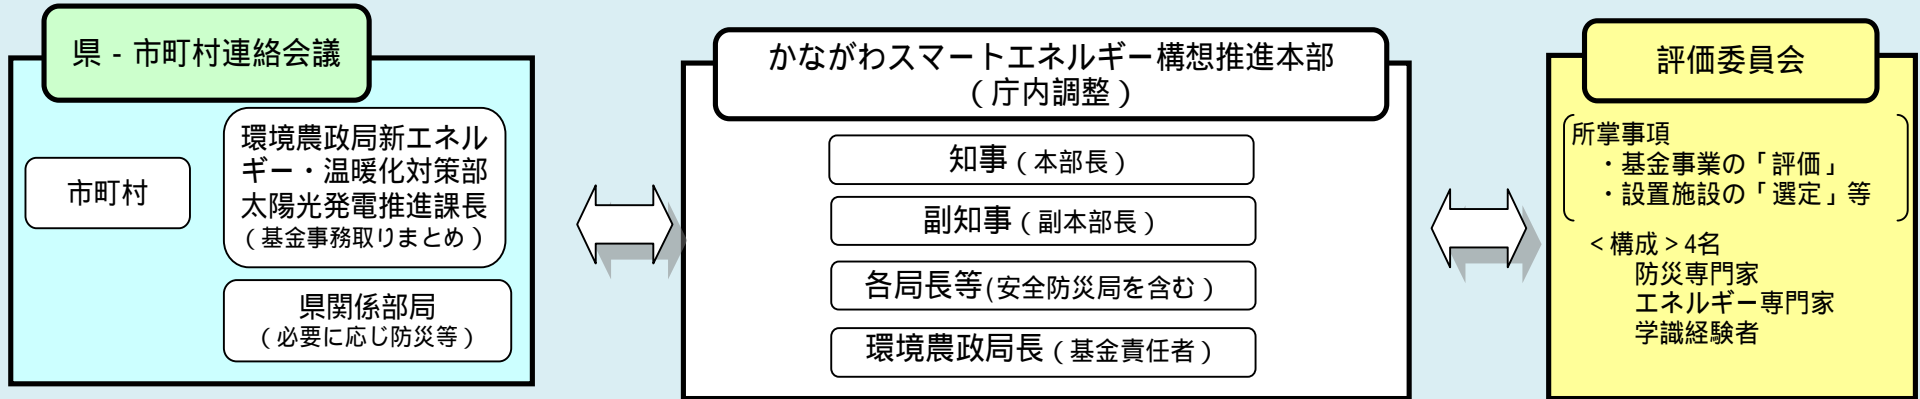 県 - 市町村連絡会議
市町村
環境農政局新エネル
ギー・温暖化対策部
太陽光発電推進課長
(基金事務取りまとめ)
県関係部局
(必要に応じ防災等)
かながわスマートエネルギー構想推進本部
(庁内調整)
知事(本部長)
副知事(副本部長)
各局長等(安全防災局を含む)
環境農政局長(基金責任者)
評価委員会
所掌事項
・基金事業の「評価」
・設置施設の「選定」等
<構成>4名
防災専門家
エネルギー専門家
学識経験者